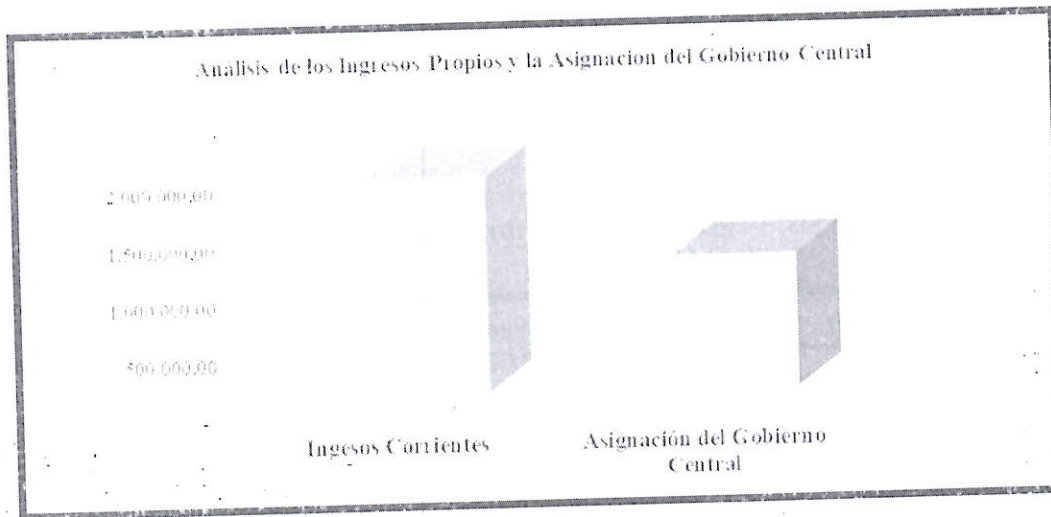 Análisis de los Ingresos Propios y la Asignacion del Gobierno Central
2.000.000,00
1.500.000,00
1.000.000,00
500.000,00
Ingesos Corrientes
Asignación del Gobierno
Central